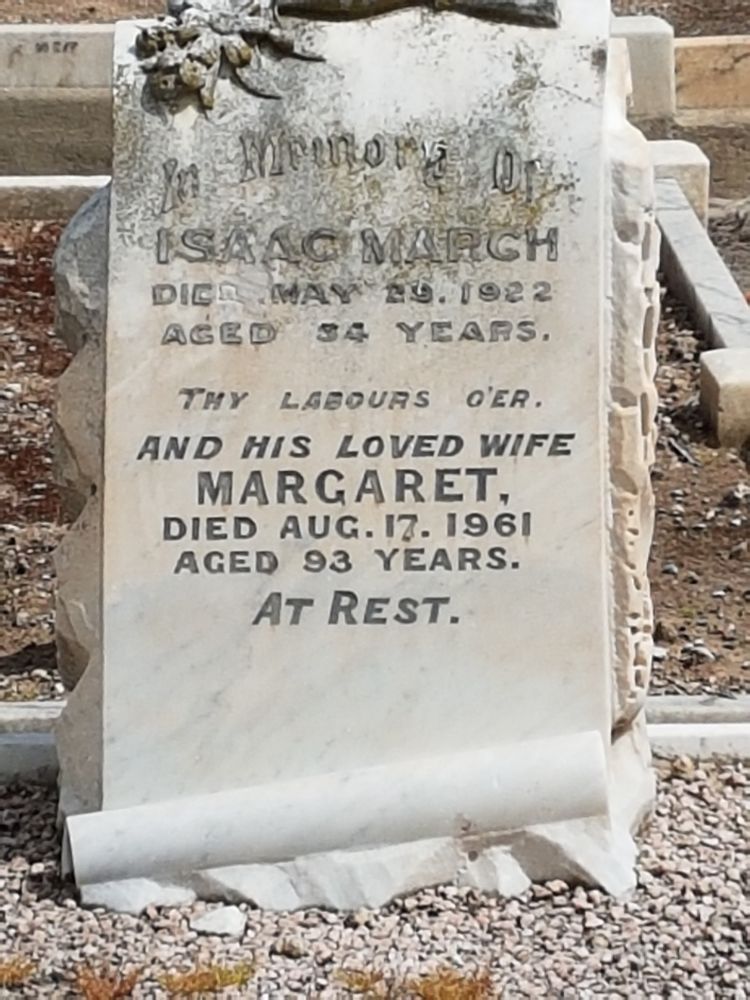 In Memory Of
ISAAC MARCH
DIED MAY 29. 1922
AGED 54 YEARS.
THY LABOURS O'ER.
AND HIS LOVED WIFE
MARGARET,
DIED AUG. 17. 1961
AGED 93 YEARS.
AT REST.